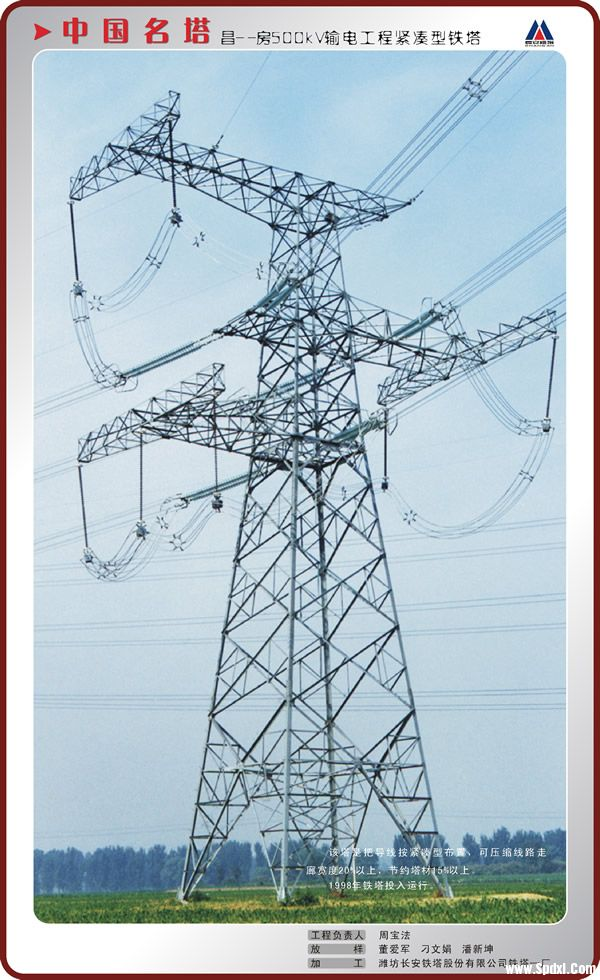 中国名塔 昌--房500kV输电工程紧凑型铁塔
该塔是把导线按紧凑型布置、可压缩线路走
廊宽度20%以上、节约塔材15%以上。
1998年铁塔投入运行。
工程负责人 周宝法
放样 董爱军 刁文娟 潘新坤
加工 潍坊长安铁塔股份有限公司铁塔一厂
www.Spdxl.Com